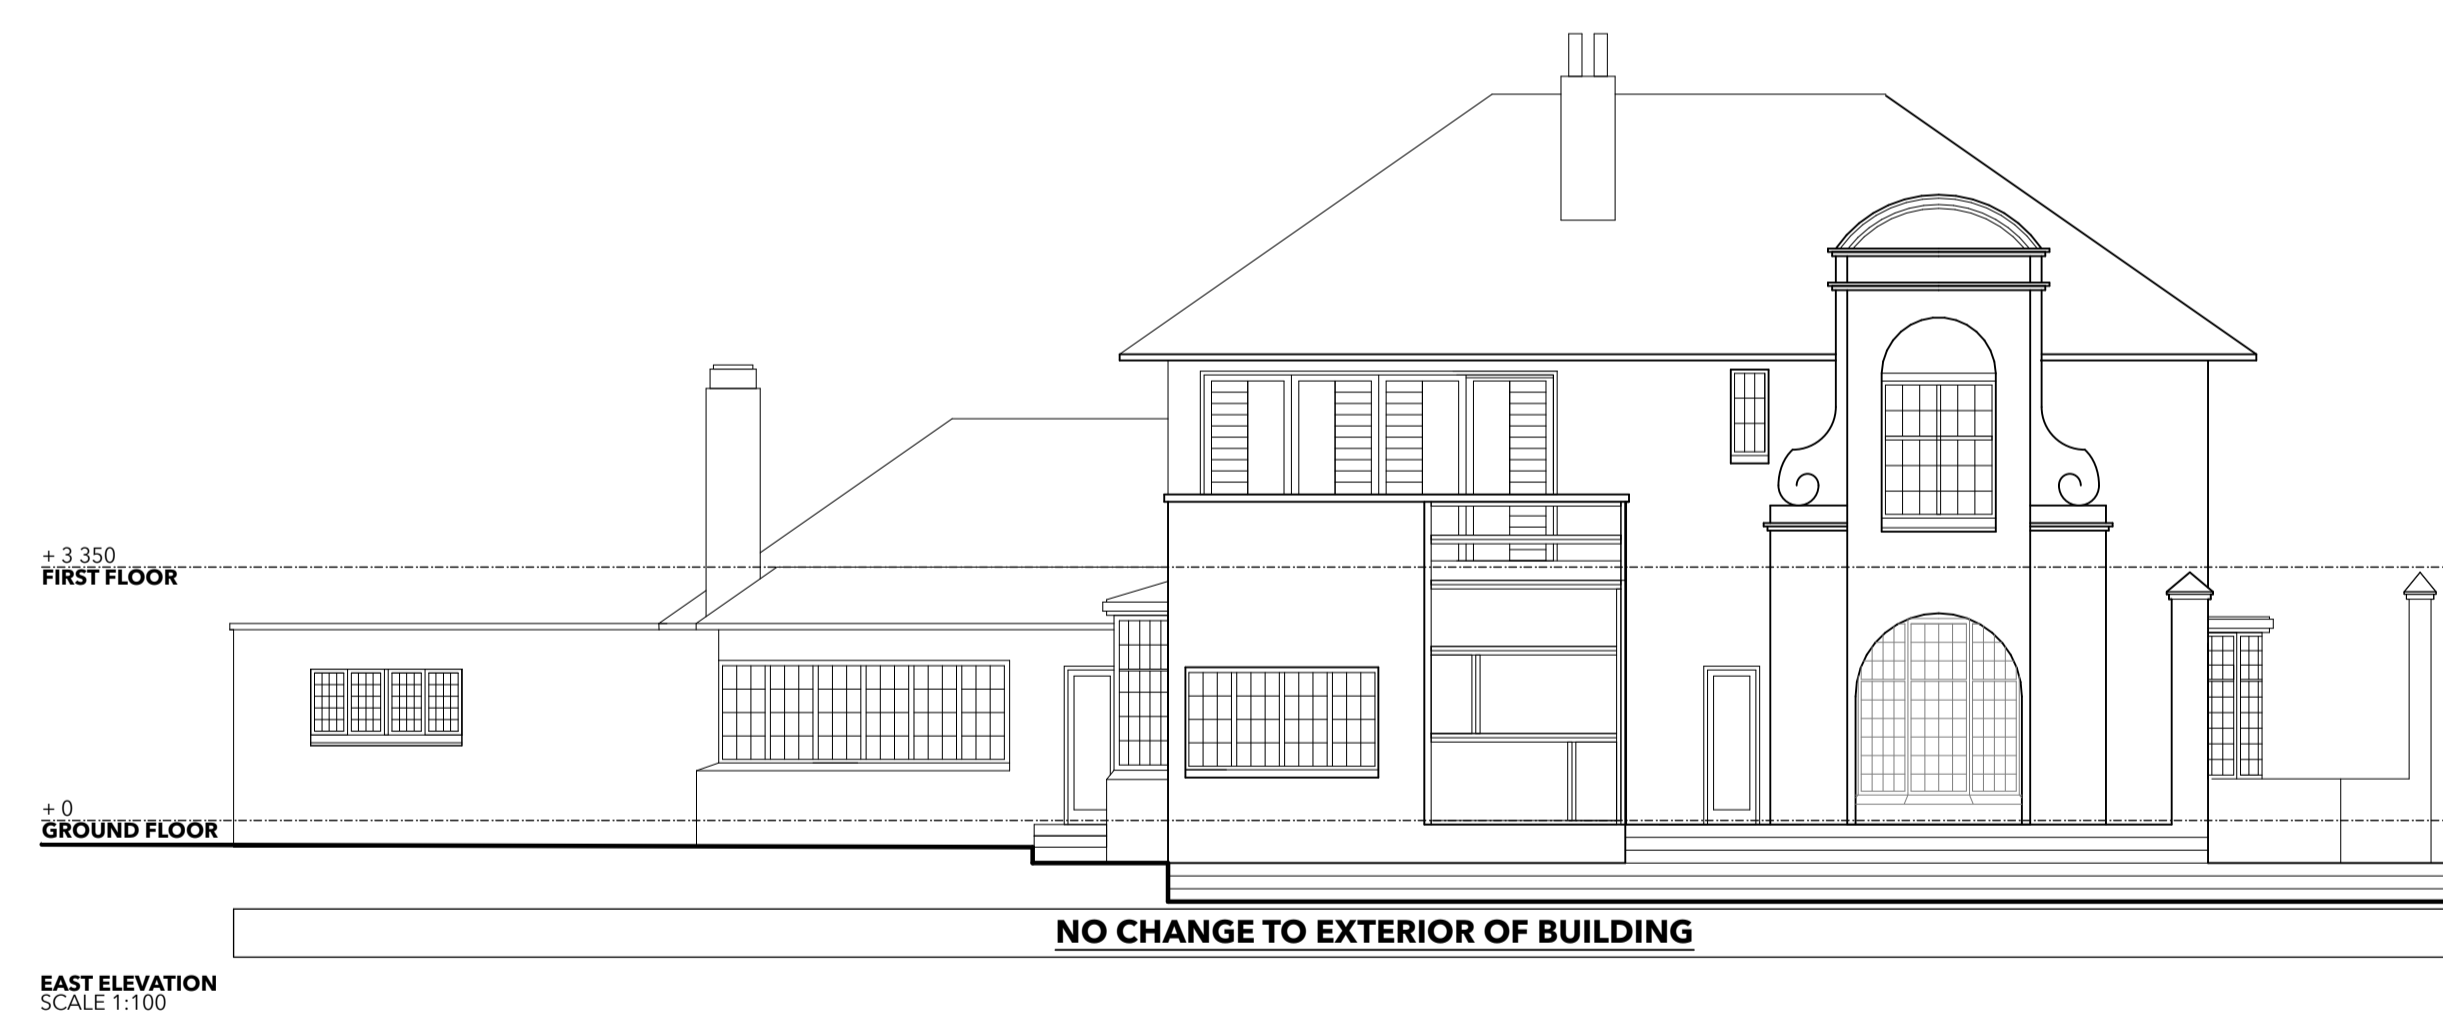 + 3 350
FIRST FLOOR
+ 0
GROUND FLOOR
NO CHANGE TO EXTERIOR OF BUILDING
EAST ELEVATION
SCALE 1:100